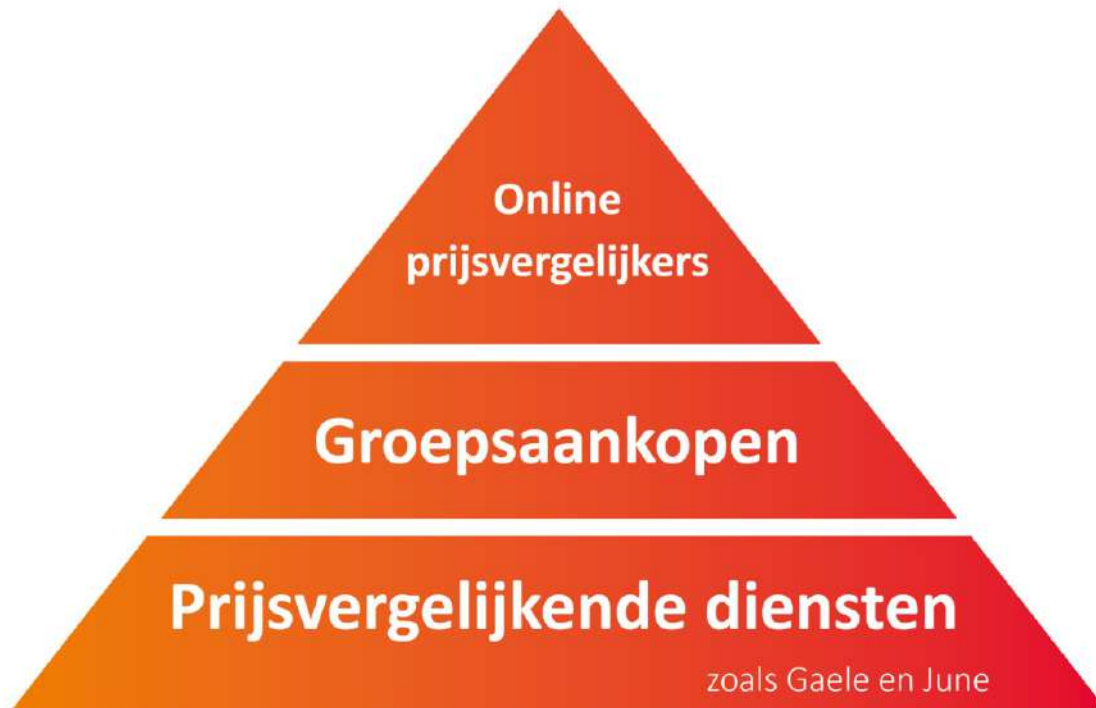 Online
prijsvergelijkers
Groepsaankopen
Prijsvergelijkende diensten
zoals Gaele en June